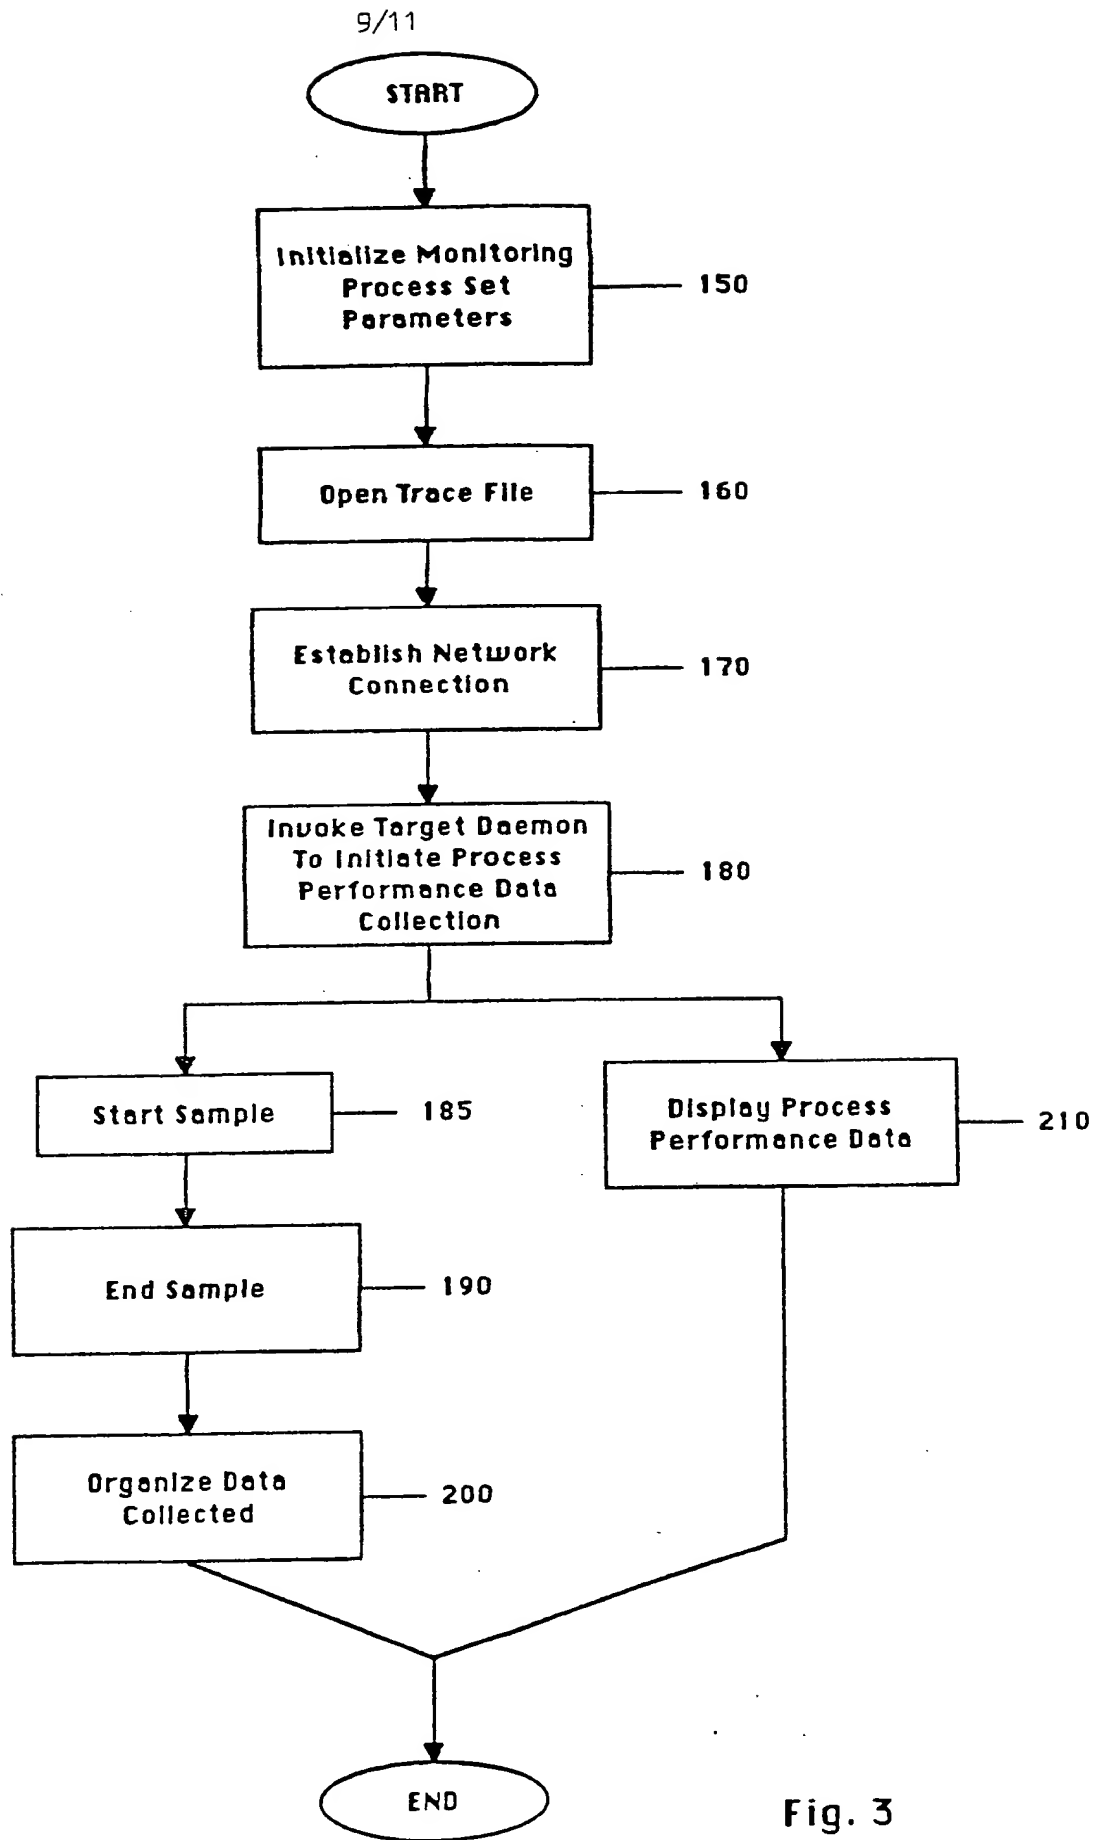 9/11
START
Initialize Monitoring
Process Set
Parameters
150
Open Trace File
160
Establish Network
Connection
170
Invoke Target Daemon
To Initiate Process
Performance Data
Collection
180
Start Sample
185
Display Process
Performance Data
210
End Sample
190
Organize Data
Collected
200
END
Fig. 3